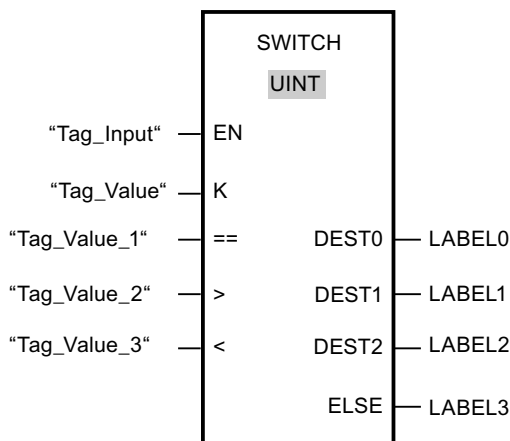 SWITCH
UINT
“Tag_Input“ EN
“Tag_Value“ K
“Tag_Value_1“ == DEST0 LABEL0
“Tag_Value_2“ > DEST1 LABEL1
“Tag_Value_3“ < DEST2 LABEL2
ELSE LABEL3